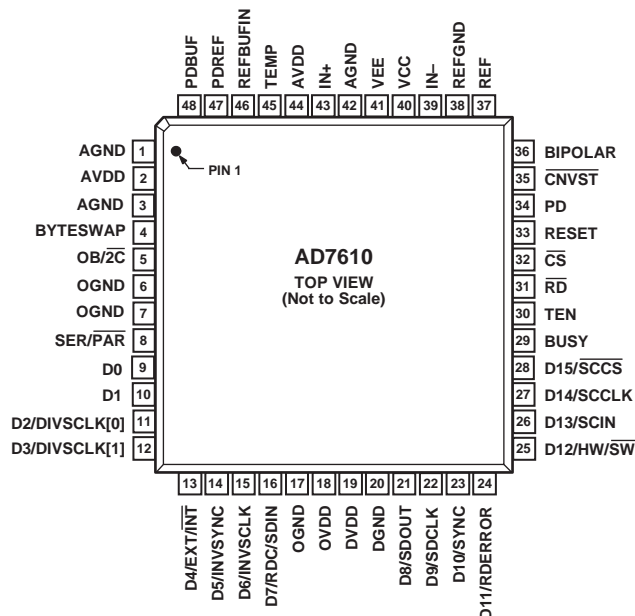 PDBUF
PDREF
REFBUFIN
TEMP
AVDD
IN+
AGND
VEE
VCC
IN–
REFGND
REF
48
47
46
45
44
43
42
41
40
39
38
37
AGND 1
AVDD 2
AGND 3
BYTESWAP 4
OB/2C 5
OGND 6
OGND 7
SER/PAR 8
D0 9
D1 10
D2/DIVSCLK[0] 11
D3/DIVSCLK[1] 12
PIN 1
AD7610
TOP VIEW
(Not to Scale)
36 BIPOLAR
35 CNVST
34 PD
33 RESET
32 CS
31 RD
30 TEN
29 BUSY
28 D15/SCCS
27 D14/SCCLK
26 D13/SCIN
25 D12/HW/SW
13
14
15
16
17
18
19
20
21
22
23
24
D4/EXT/INT
D5/INVSYNC
D6/INVSCLK
D7/RDC/SDIN
OGND
OVDD
DVDD
DGND
D8/SDOUT
D9/SDCLK
D10/SYNC
D11/RDERROR